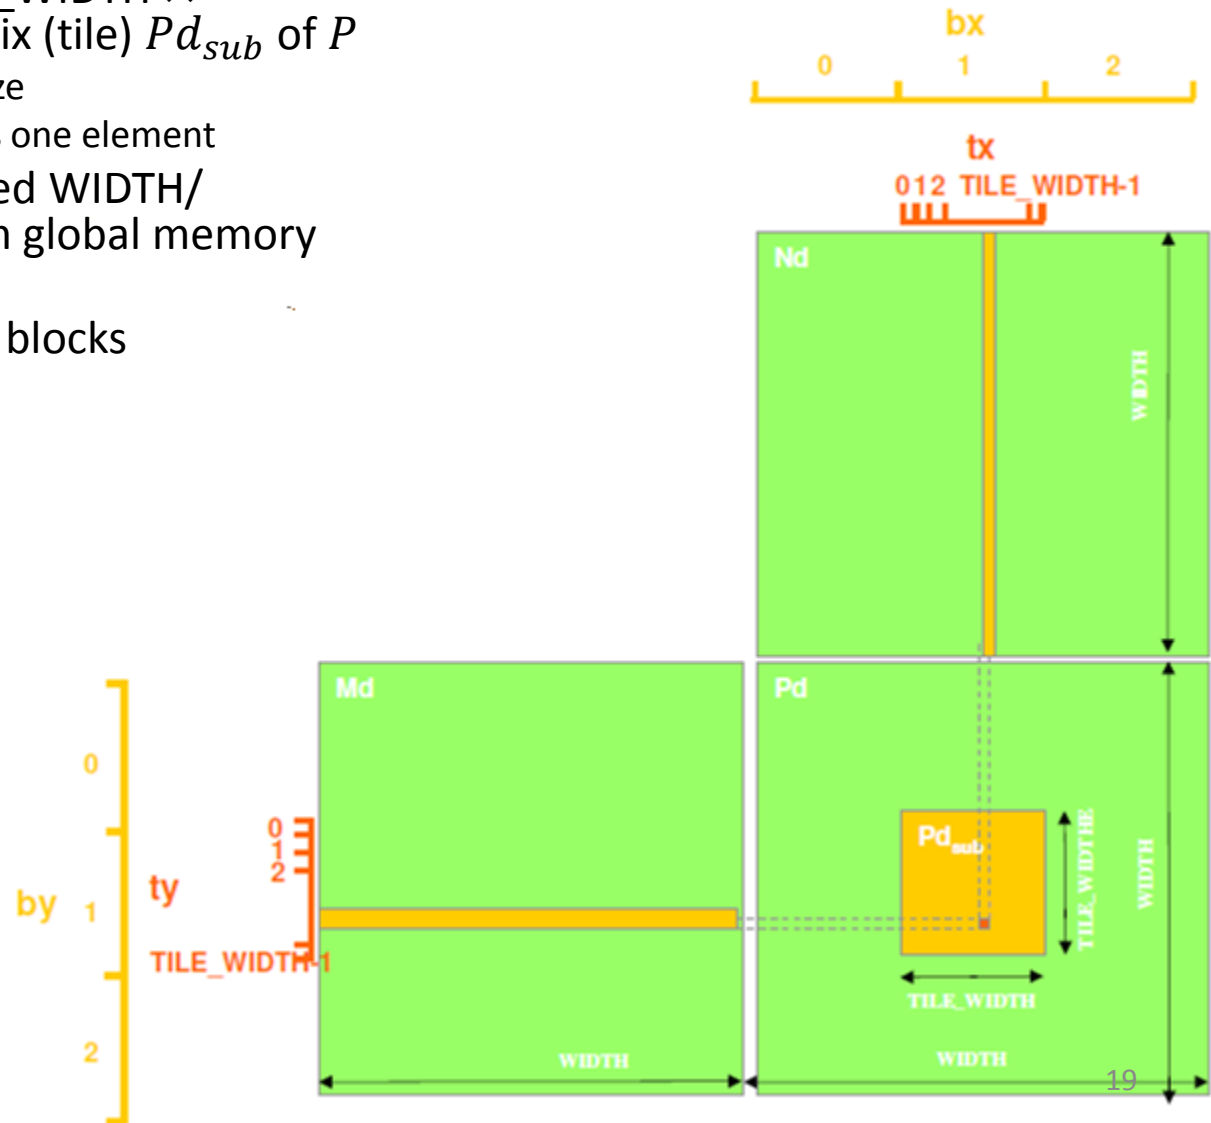 _WIDTH >>
ix (tile) Pd_sub of P
ze
s one element
ed WIDTH/
n global memory
blocks
bx
0 1 2
tx
012 TILE_WIDTH-1
Nd
WIDTH
Md
Pd
0
0
1
2
Pd_sub
TILE_WIDTHE
WIDTH
by 1
ty
TILE_WIDTH-1
TILE_WIDTH
2
WIDTH
WIDTH
19